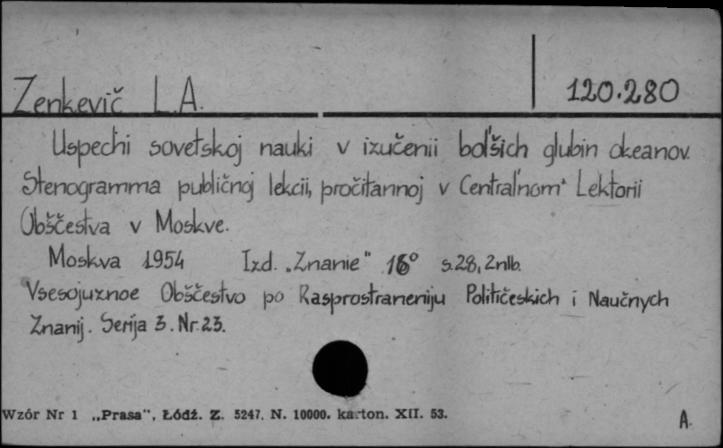 Zenkevič L.A.
120.280
Uspechi sovetskoj nauki v izučenii bol'šich glubin okeanov.
Stenogramma publičnoj lekcii, pročitannoj v Central'nom Lektorii
Obščestva v Moskve.
Moskva 1954 Izd. „Znanie" 16° s.28, 2nlb.
Vsesojuznoe Obščestvo po Rasprostraneniju Političeskich i Naučnych
Znanij. Serija 3. Nr.23.
Wzór Nr 1 „Prasa", Łódź. Z. 5247. N. 10000. karton. XII. 53.
A.